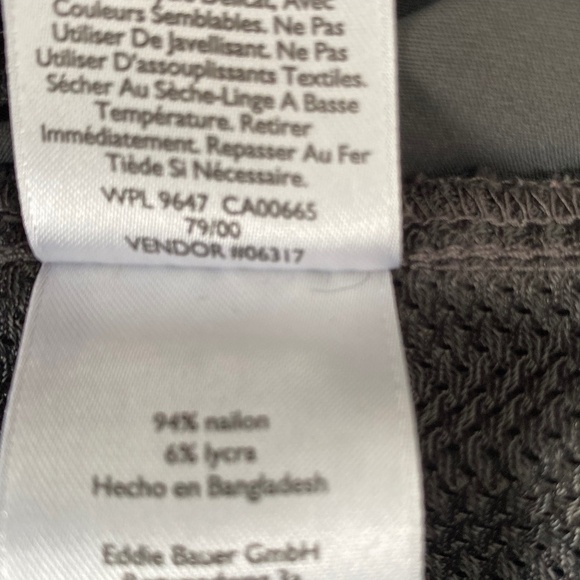 Délicat, Avec
Couleurs Semblables. Ne Pas
Utiliser De Javellisant. Ne Pas
Utiliser D'assouplissants Textiles.
Sécher Au Sèche-Linge A Basse
Température. Retirer
Immédiatement. Repasser Au Fer
Tiède Si Nécessaire.
WPL 9647 CA00665
79/00
VENDOR #06317
94% nailon
6% lycra
Hecho en Bangladesh
Eddie Bauer GmbH